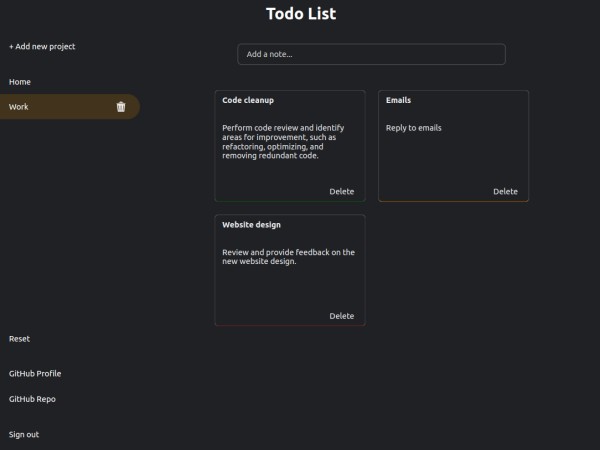 Todo List
+ Add new project
Home
Work
Reset
GitHub Profile
GitHub Repo
Sign out
Add a note...
Code cleanup
Perform code review and identify
areas for improvement, such as
refactoring, optimizing, and
removing redundant code.
Delete
Emails
Reply to emails
Delete
Website design
Review and provide feedback on the
new website design.
Delete